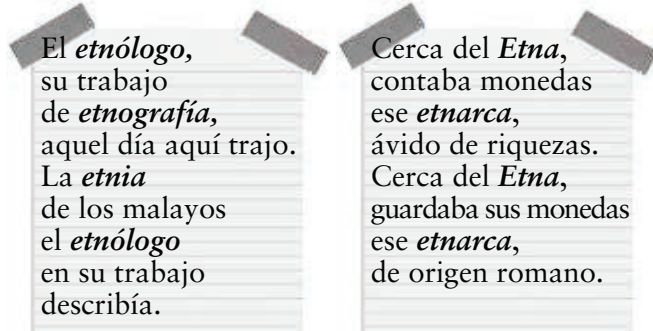 El etnólogo,
su trabajo
de etnografía,
aquel día aquí trajo.
La etnia
de los malayos
el etnólogo
en su trabajo
describía.
Cerca del Etna,
contaba monedas
ese etnarca,
ávido de riquezas.
Cerca del Etna,
guardaba sus monedas
ese etnarca,
de origen romano.